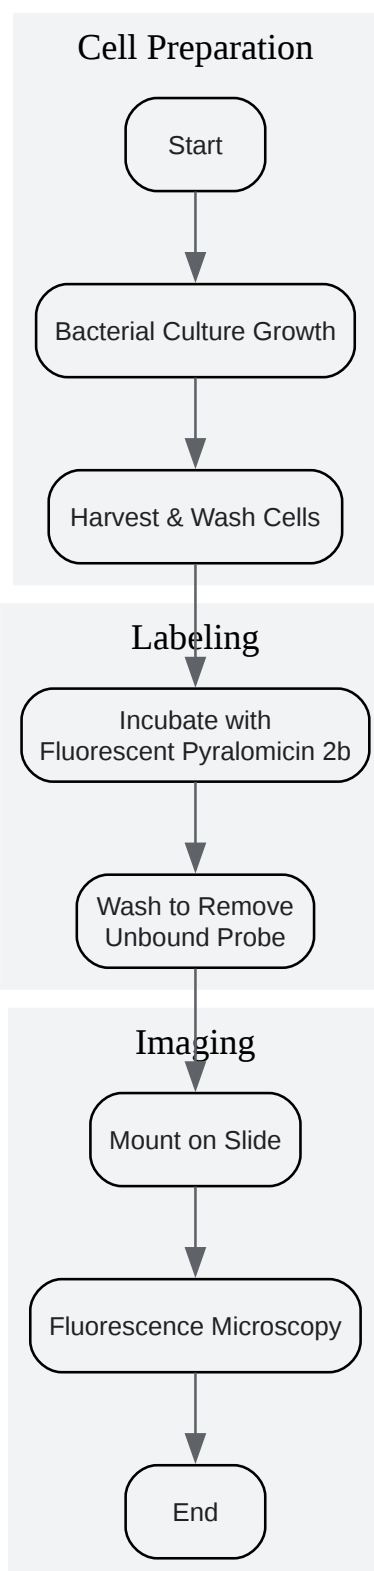 Cell Preparation
Start
Bacterial Culture Growth
Harvest & Wash Cells
Labeling
Incubate with
Fluorescent Pyralomicin 2b
Wash to Remove
Unbound Probe
Imaging
Mount on Slide
Fluorescence Microscopy
End